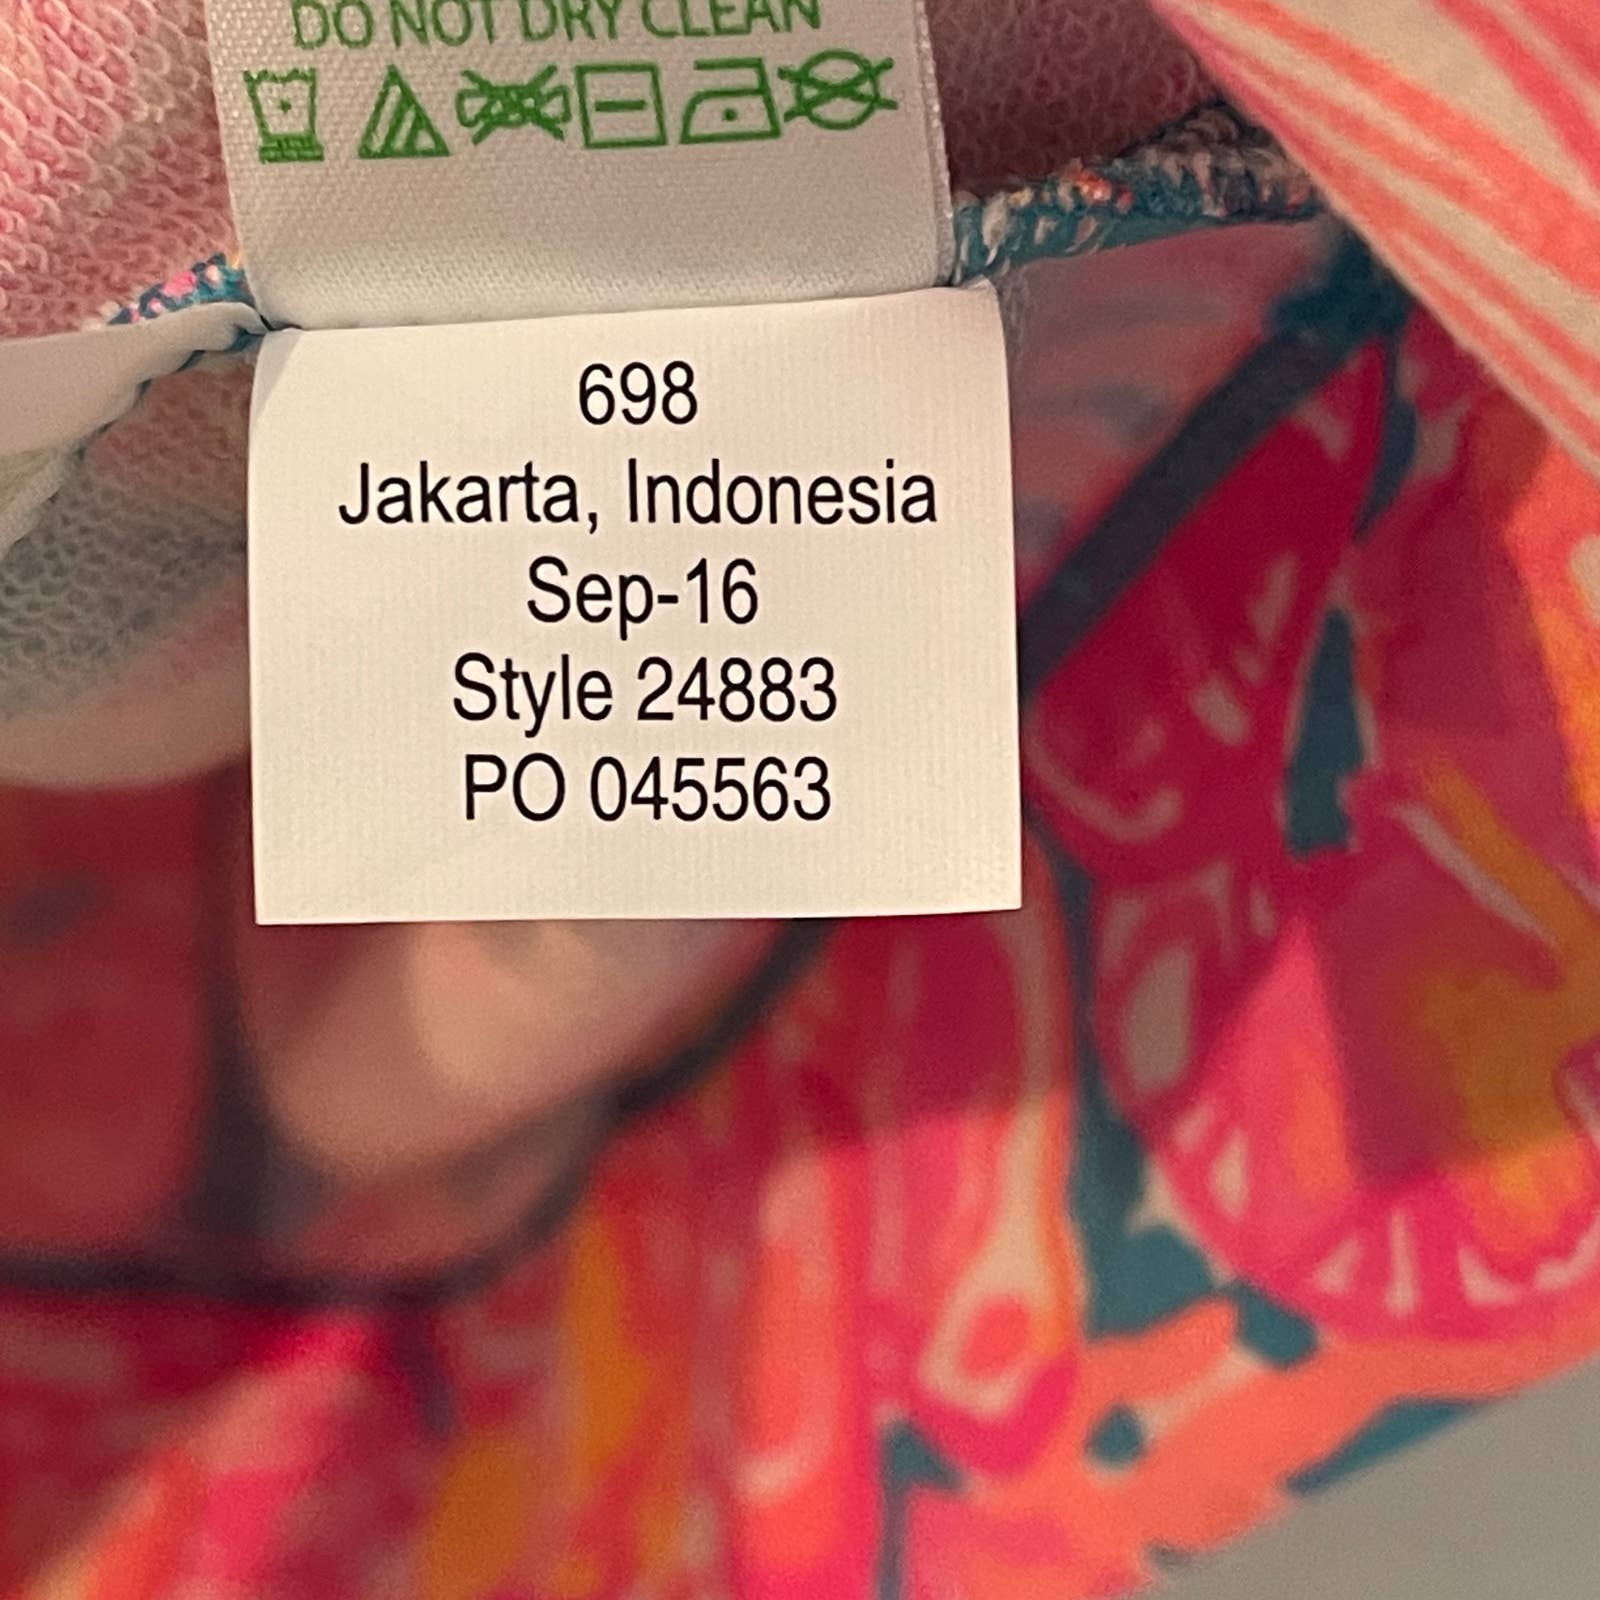 DO NOT DRY CLEAN
698
Jakarta, Indonesia
Sep-16
Style 24883
PO 045563